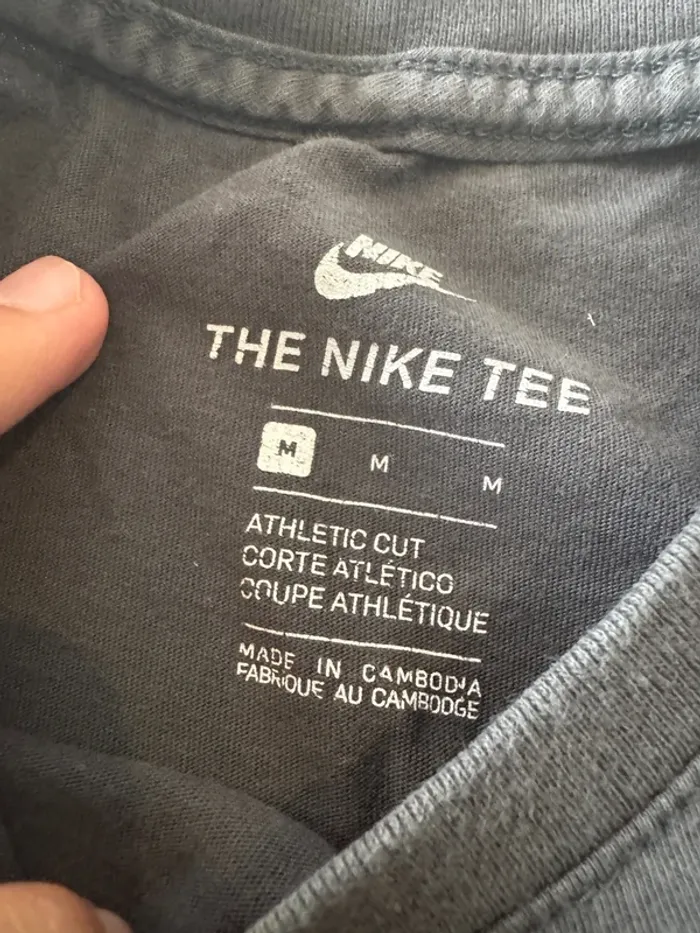 NIKE
THE NIKE TEE
M M M
ATHLETIC CUT
CORTE ATLÉTICO
COUPE ATHLÉTIQUE
MADE IN CAMBODIA
FABRIQUE AU CAMBODGE